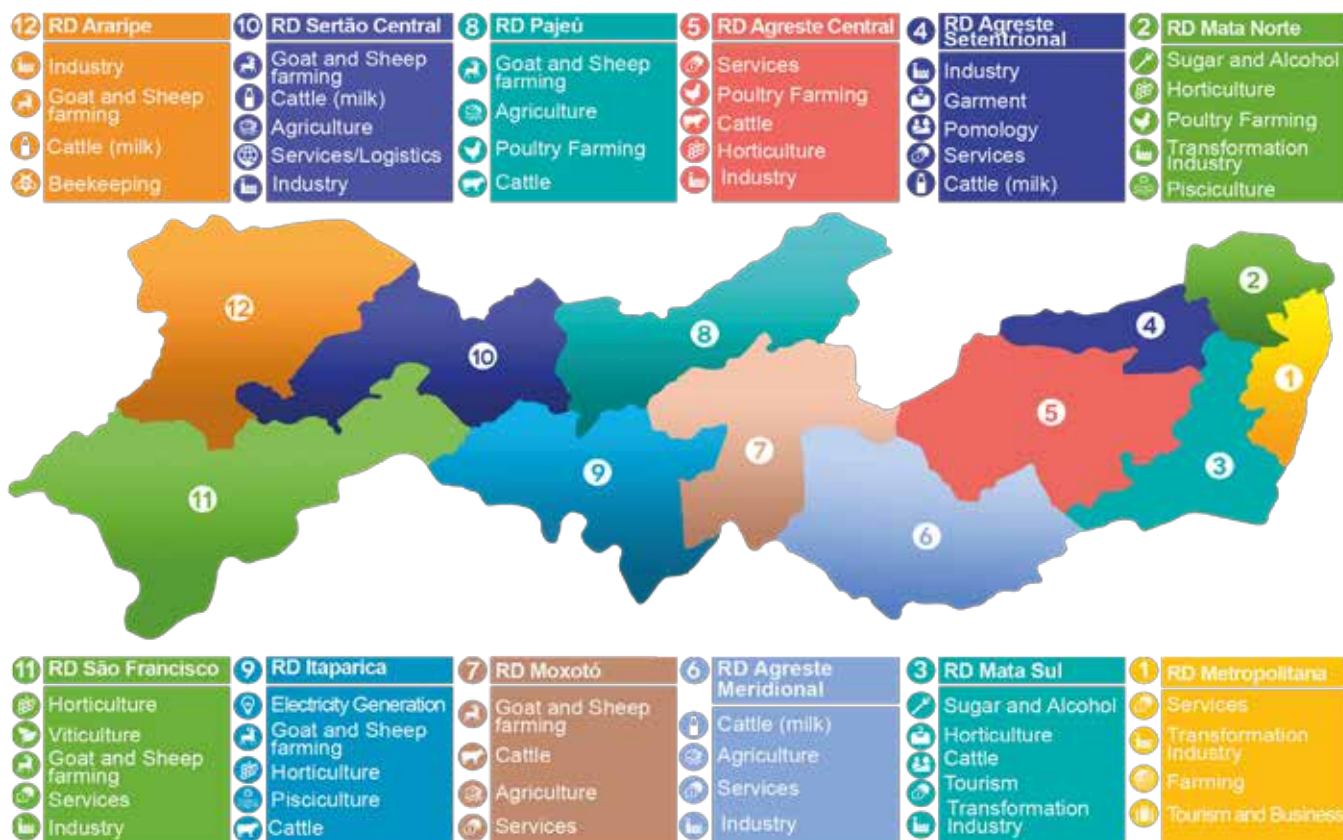 12 RD Araripe
Industry
Goat and Sheep
farming
Cattle (milk)
Beekeeping
10 RD Sertão Central
Goat and Sheep
farming
Cattle (milk)
Agriculture
Services/Logistics
Industry
8 RD Pajeú
Goat and Sheep
farming
Agriculture
Poultry Farming
Cattle
5 RD Agreste Central
Services
Poultry Farming
Cattle
Horticulture
Industry
4 RD Agreste
Setentrional
Industry
Garment
Pomology
Services
Cattle (milk)
2 RD Mata Norte
Sugar and Alcohol
Horticulture
Poultry Farming
Transformation
Industry
Pisciculture
12
10
8
4
2
1
11
9
7
5
3
6
11 RD São Francisco
Horticulture
Viticulture
Goat and Sheep
farming
Services
Industry
9 RD Itaparica
Electricity Generation
Goat and Sheep
farming
Horticulture
Pisciculture
Cattle
7 RD Moxotó
Goat and Sheep
farming
Cattle
Agriculture
Services
6 RD Agreste
Meridional
Cattle (milk)
Agriculture
Services
Industry
3 RD Mata Sul
Sugar and Alcohol
Horticulture
Cattle
Tourism
Transformation
Industry
1 RD Metropolitana
Services
Transformation
Industry
Farming
Tourism and Business